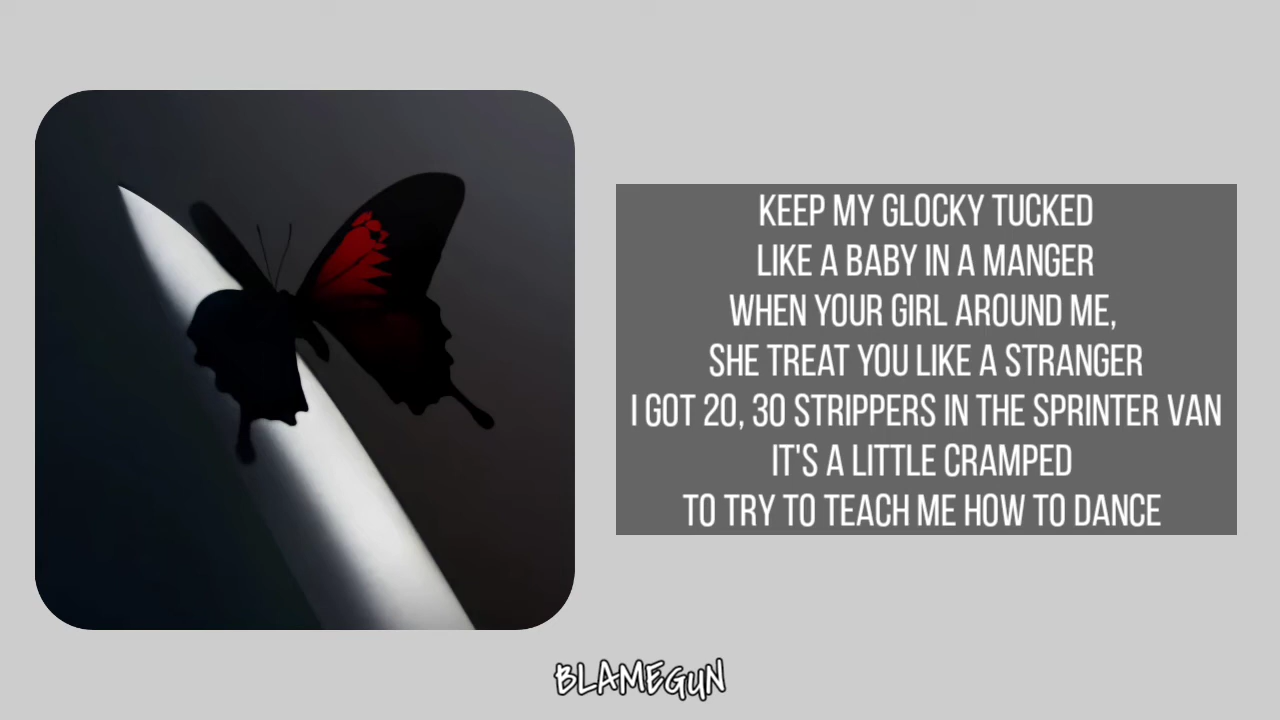 KEEP MY GLOCKY TUCKED
LIKE A BABY IN A MANGER
WHEN YOUR GIRL AROUND ME,
SHE TREAT YOU LIKE A STRANGER
I GOT 20, 30 STRIPPERS IN THE SPRINTER VAN
IT'S A LITTLE CRAMPED
TO TRY TO TEACH ME HOW TO DANCE
BLAMEGUN